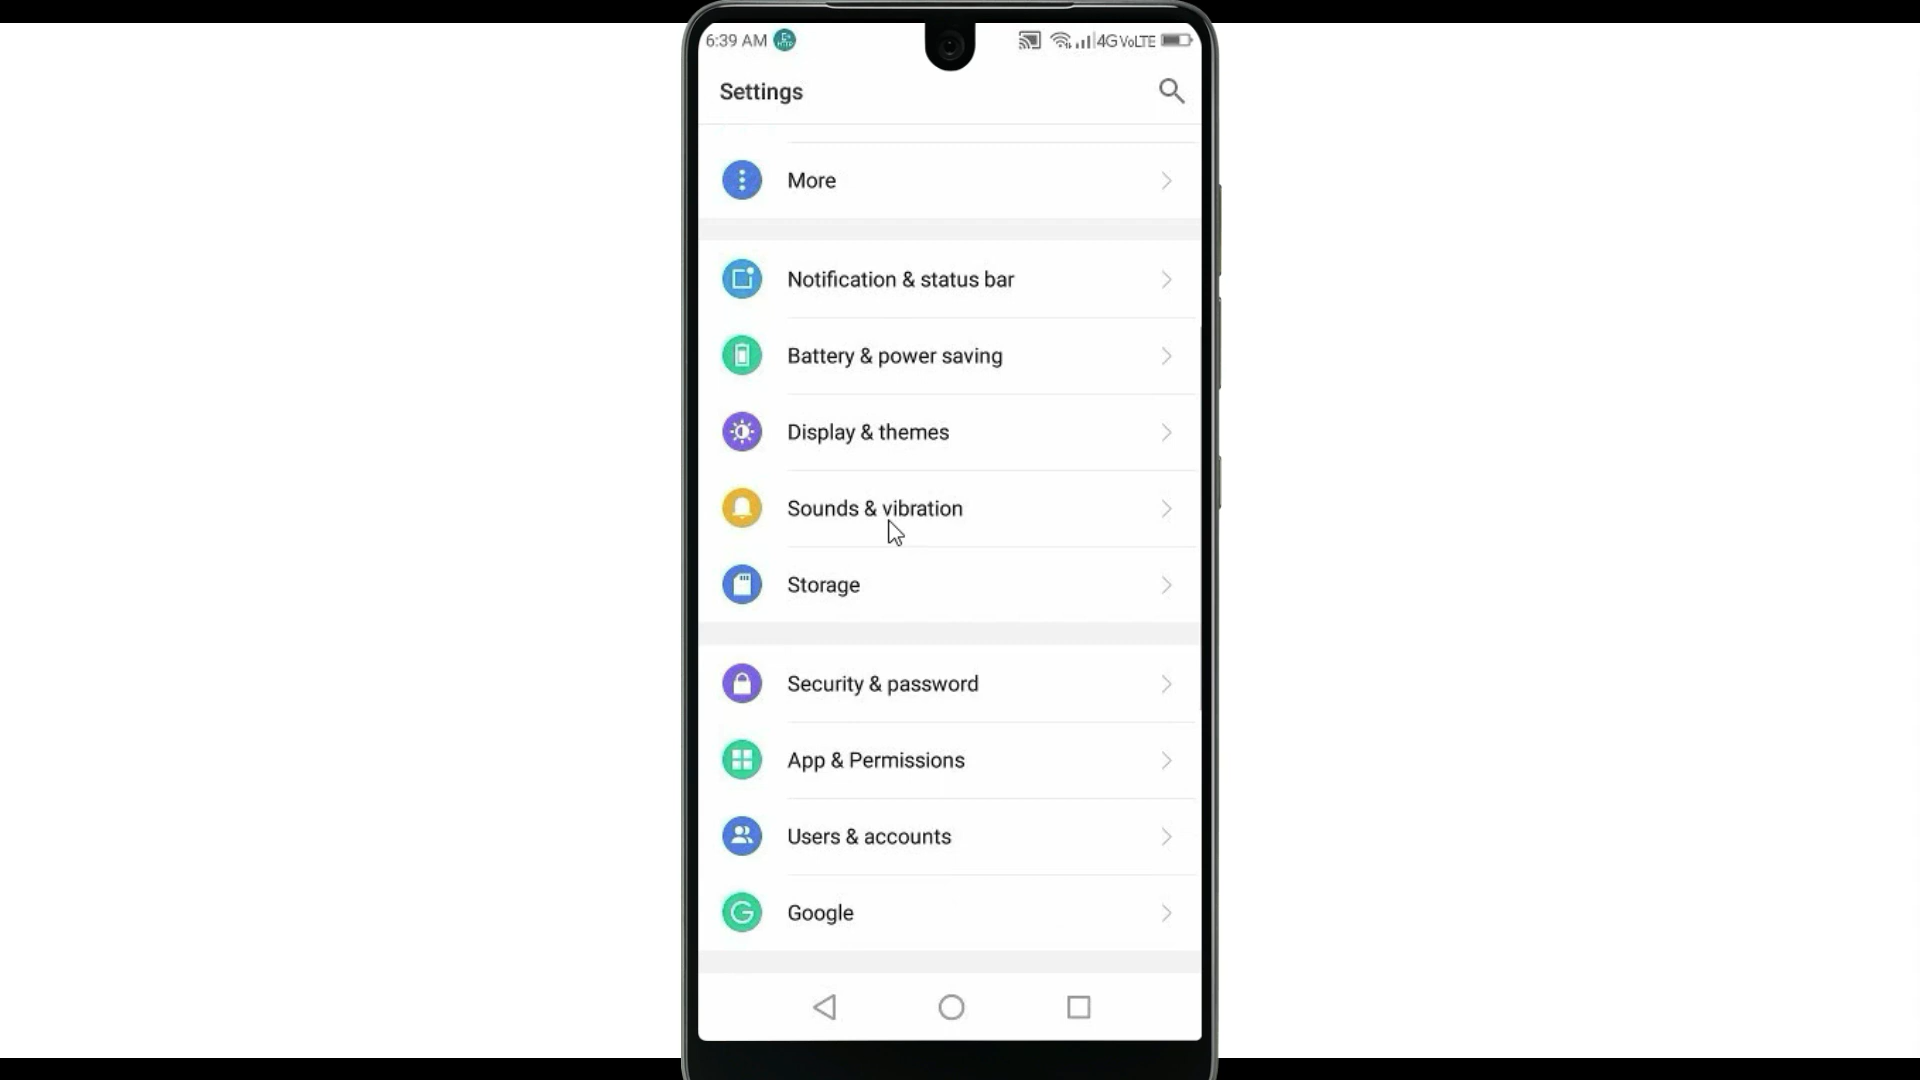 6:39 AM 4G VoLTE
Settings
More
Notification & status bar
Battery & power saving
Display & themes
Sounds & vibration
Storage
Security & password
App & Permissions
Users & accounts
Google